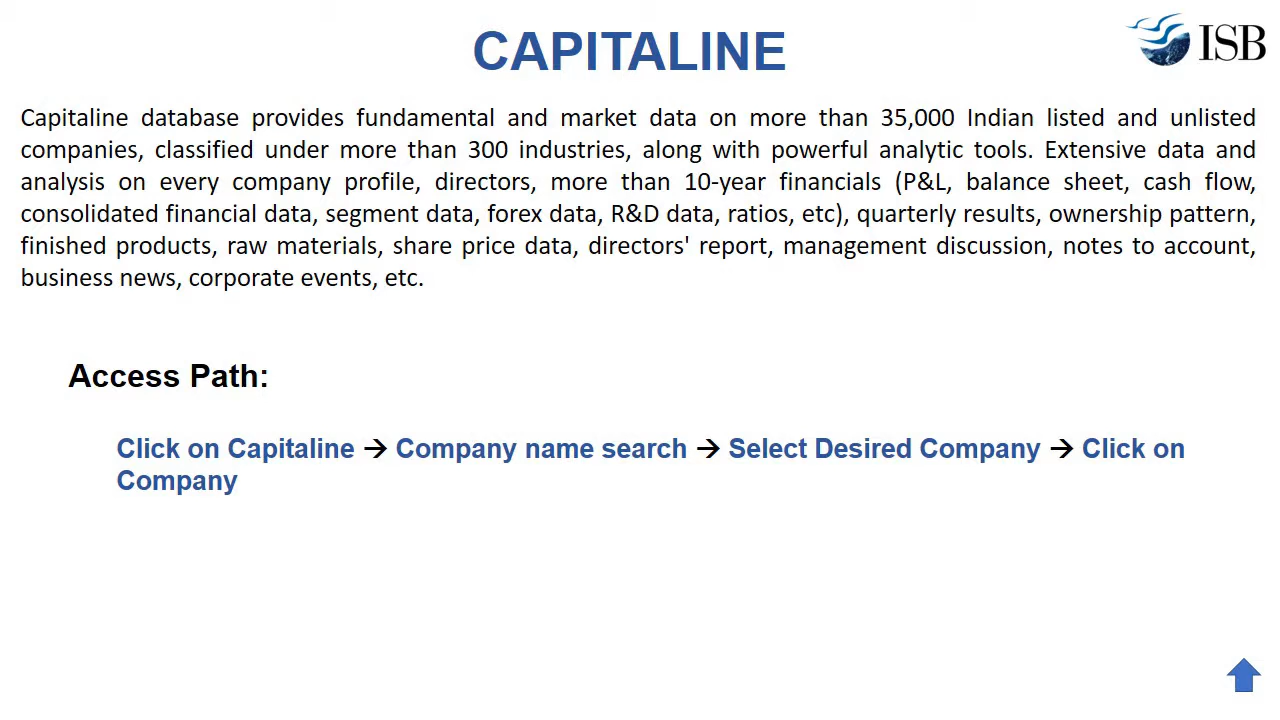 CAPITALINE
ISB
Capitaline database provides fundamental and market data on more than 35,000 Indian listed and unlisted
companies, classified under more than 300 industries, along with powerful analytic tools. Extensive data and
analysis on every company profile, directors, more than 10-year financials (P&L, balance sheet, cash flow,
consolidated financial data, segment data, forex data, R&D data, ratios, etc), quarterly results, ownership pattern,
finished products, raw materials, share price data, directors' report, management discussion, notes to account,
business news, corporate events, etc.
Access Path:
Click on Capitaline → Company name search → Select Desired Company → Click on
Company